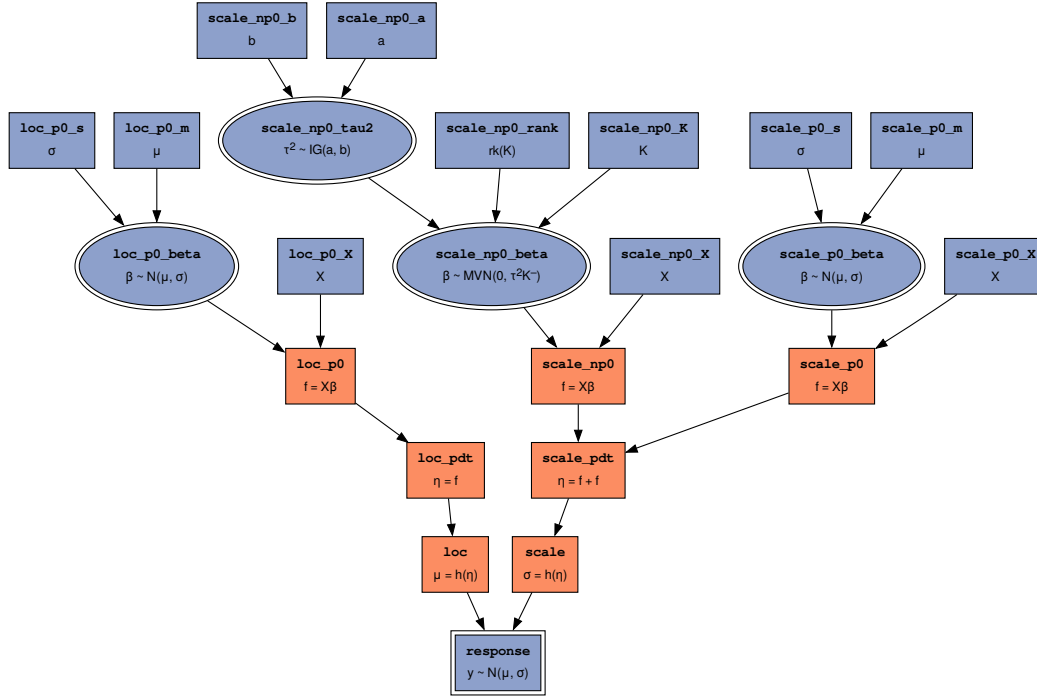 scale_np0_b
b
scale_np0_a
a
loc_p0_s
σ
loc_p0_m
μ
scale_np0_tau2
τ² ~ IG(a, b)
scale_np0_rank
rk(K)
scale_np0_K
K
scale_p0_s
σ
scale_p0_m
μ
loc_p0_beta
β ~ N(μ, σ)
loc_p0_X
X
scale_np0_beta
β ~ MVN(0, τ²K⁻)
scale_np0_X
X
scale_p0_beta
β ~ N(μ, σ)
scale_p0_X
X
loc_p0
f = Xβ
scale_np0
f = Xβ
scale_p0
f = Xβ
loc_pdt
η = f
scale_pdt
η = f + f
loc
μ = h(η)
scale
σ = h(η)
response
y ~ N(μ, σ)